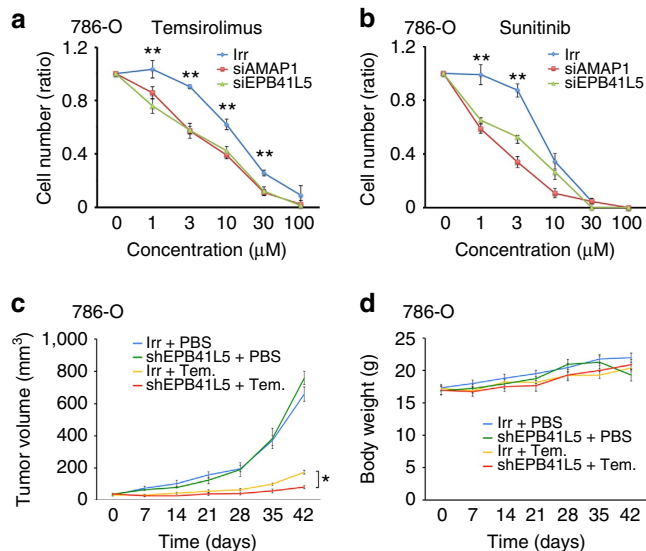 a
786-O
Temsirolimus
Cell number (ratio)
1.2
0.8
0.4
0
**
**
**
**
Irr
siAMAP1
siEPB41L5
0 1 3 10 30 100
Concentration (μM)
b
786-O
Sunitinib
Cell number (ratio)
1.2
0.8
0.4
0
**
**
Irr
siAMAP1
siEPB41L5
0 1 3 10 30 100
Concentration (μM)
c
786-O
Tumor volume (mm³)
1,000
800
600
400
200
0
Irr + PBS
shEPB41L5 + PBS
Irr + Tem.
shEPB41L5 + Tem.
*
0 7 14 21 28 35 42
Time (days)
d
786-O
Body weight (g)
25
20
15
10
5
0
Irr + PBS
shEPB41L5 + PBS
Irr + Tem.
shEPB41L5 + Tem.
0 7 14 21 28 35 42
Time (days)